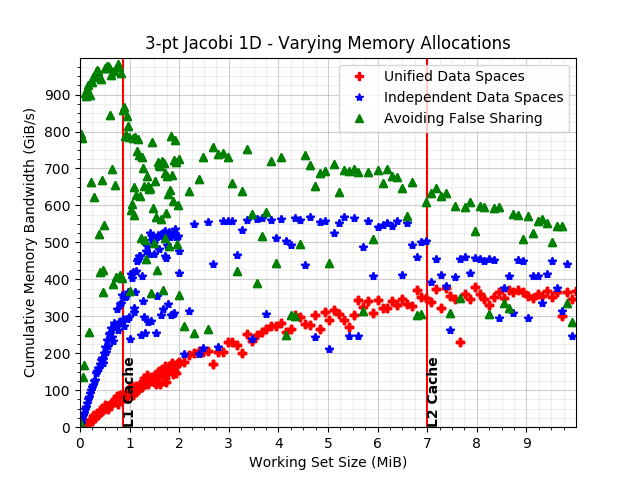 3-pt Jacobi 1D - Varying Memory Allocations
Unified Data Spaces
Independent Data Spaces
Avoiding False Sharing
Cumulative Memory Bandwidth (GiB/s)
900
800
700
600
500
400
300
200
100
0
L1 Cache
L2 Cache
0 1 2 3 4 5 6 7 8 9
Working Set Size (MiB)